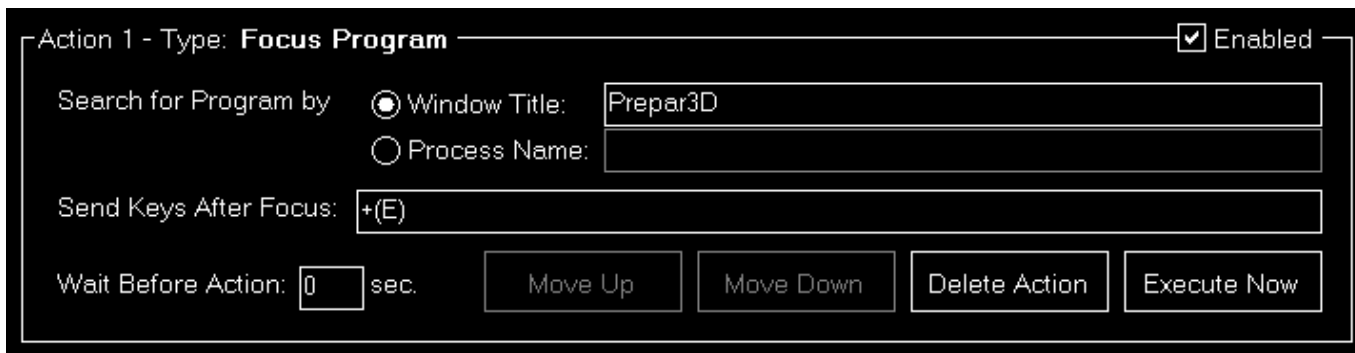 Action 1 - Type: Focus Program Enabled
Search for Program by Window Title: Prepar3D
Process Name:
Send Keys After Focus: +(E)
Wait Before Action: 0 sec. Move Up Move Down Delete Action Execute Now